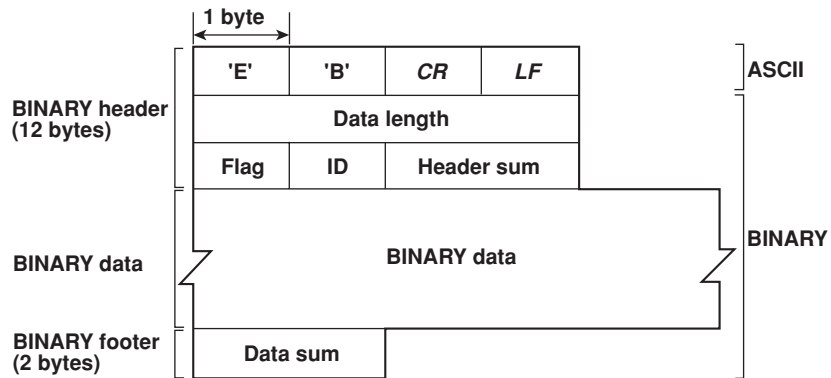 1 byte
'E' 'B' CR LF
ASCII
BINARY header
(12 bytes)
Data length
Flag ID Header sum
BINARY
BINARY data
BINARY data
BINARY footer
(2 bytes)
Data sum